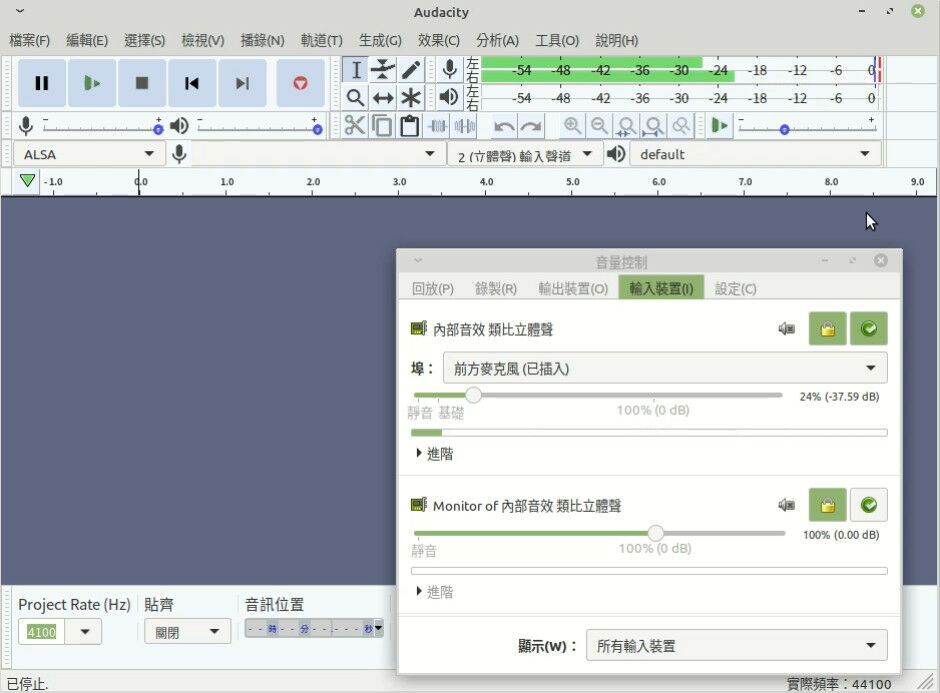 Audacity
檔案(F) 編輯(E) 選擇(S) 檢視(V) 播錄(N) 軌道(T) 生成(G) 效果(C) 分析(A) 工具(O) 說明(H)
左 右 -54 -48 -42 -36 -30 -24 -18 -12 -6 0
左 右 -54 -48 -42 -36 -30 -24 -18 -12 -6 0
ALSA 2 (立體聲) 輸入聲道 default
-1.0 0.0 1.0 2.0 3.0 4.0 5.0 6.0 7.0 8.0 9.0
音量控制
回放(P) 錄製(R) 輸出裝置(O) 輸入裝置(I) 設定(C)
內部音效 類比立體聲
埠： 前方麥克風 (已插入)
24% (-37.59 dB)
靜音 基礎 100% (0 dB)
進階
Monitor of 內部音效 類比立體聲
100% (0.00 dB)
靜音 100% (0 dB)
進階
顯示(W)： 所有輸入裝置
Project Rate (Hz) 貼齊 音訊位置
4100 關閉 - - 時 - - 分 - - . - - - 秒
已停止. 實際頻率：44100